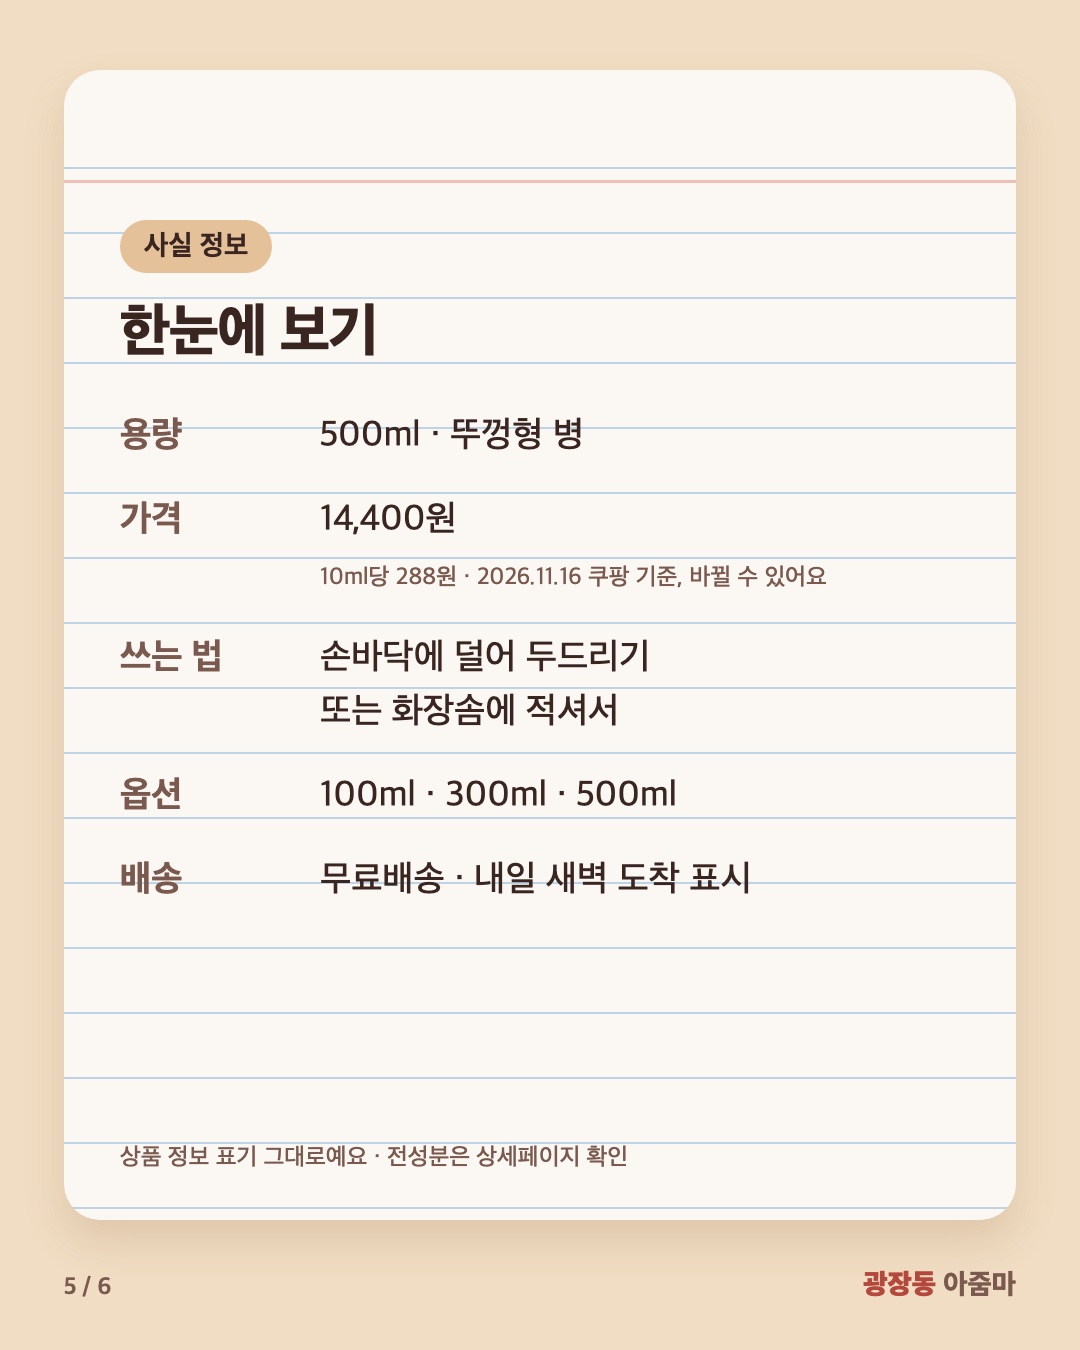 사실 정보
한눈에 보기
용량 500ml · 뚜껑형 병
가격 14,400원
10ml당 288원 · 2026.11.16 쿠팡 기준, 바뀔 수 있어요
쓰는 법 손바닥에 덜어 두드리기
또는 화장솜에 적셔서
옵션 100ml · 300ml · 500ml
배송 무료배송 · 내일 새벽 도착 표시
상품 정보 표기 그대로예요 · 전성분은 상세페이지 확인
5 / 6 광장동 아줌마